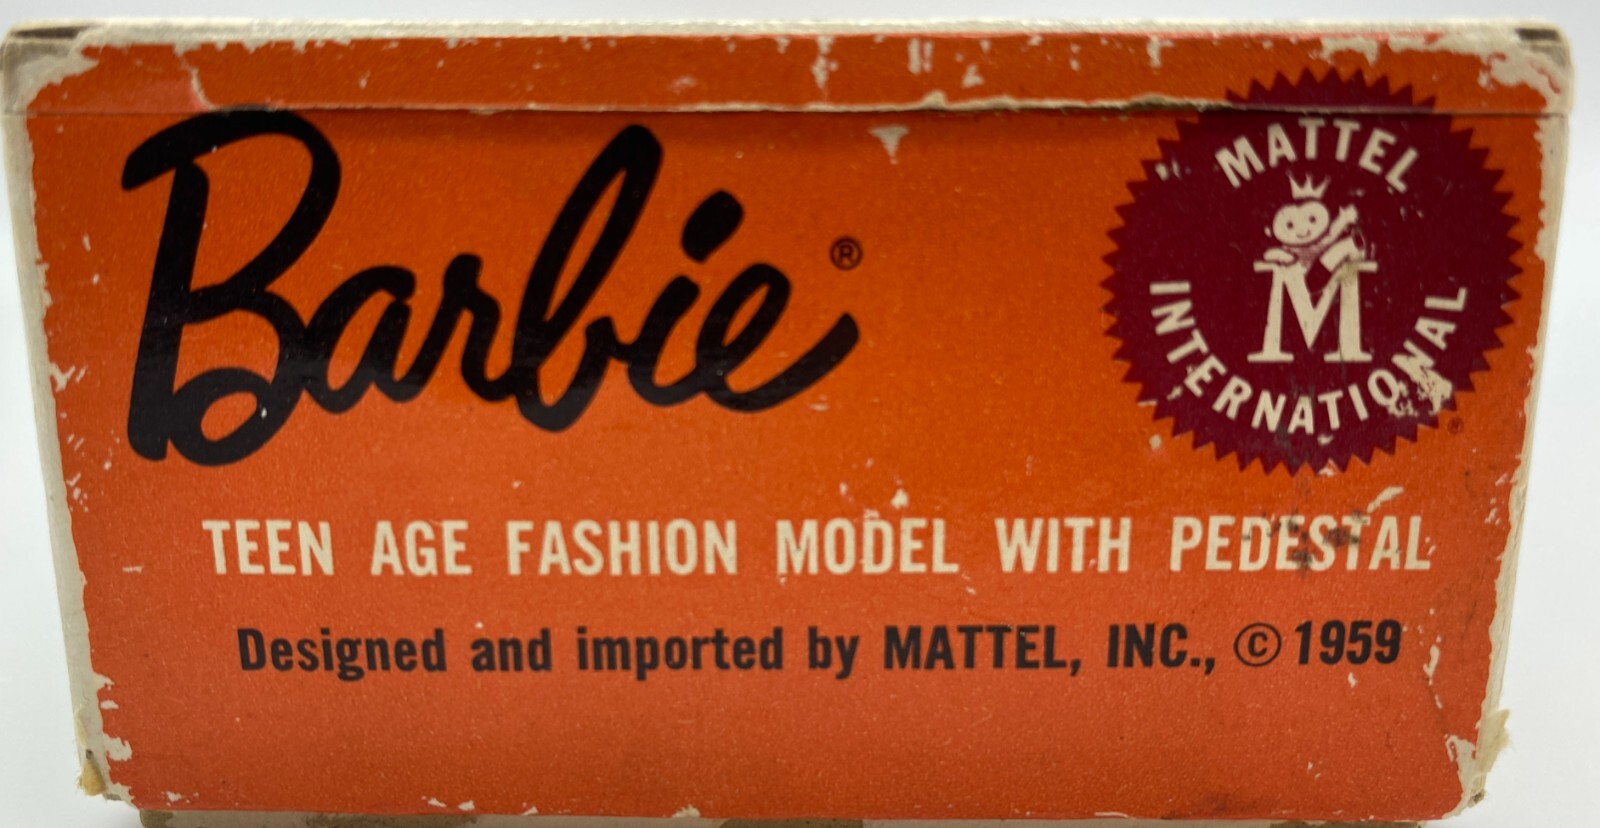 Barbie®
MATTEL
M
INTERNATIONAL
®
TEEN AGE FASHION MODEL WITH PEDESTAL
Designed and imported by MATTEL, INC., © 1959